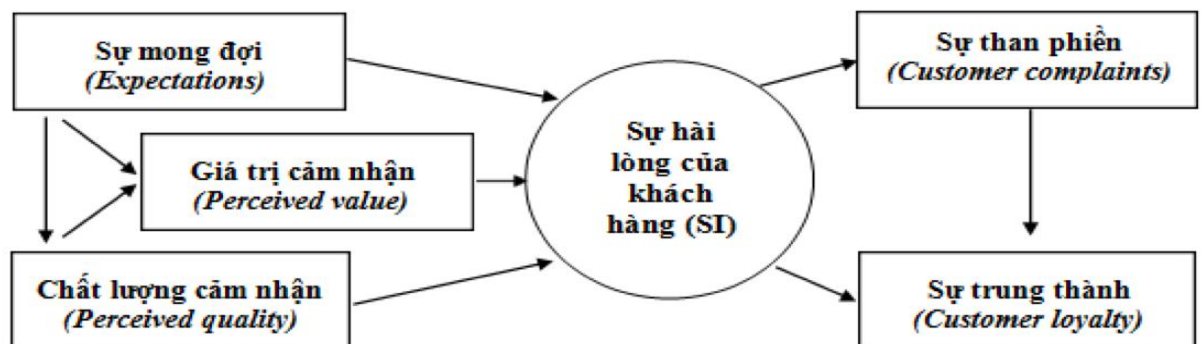 Sự mong đợi
(Expectations)
Giá trị cảm nhận
(Perceived value)
Chất lượng cảm nhận
(Perceived quality)
Sự hài
lòng của
khách
hàng (SI)
Sự than phiền
(Customer complaints)
Sự trung thành
(Customer loyalty)